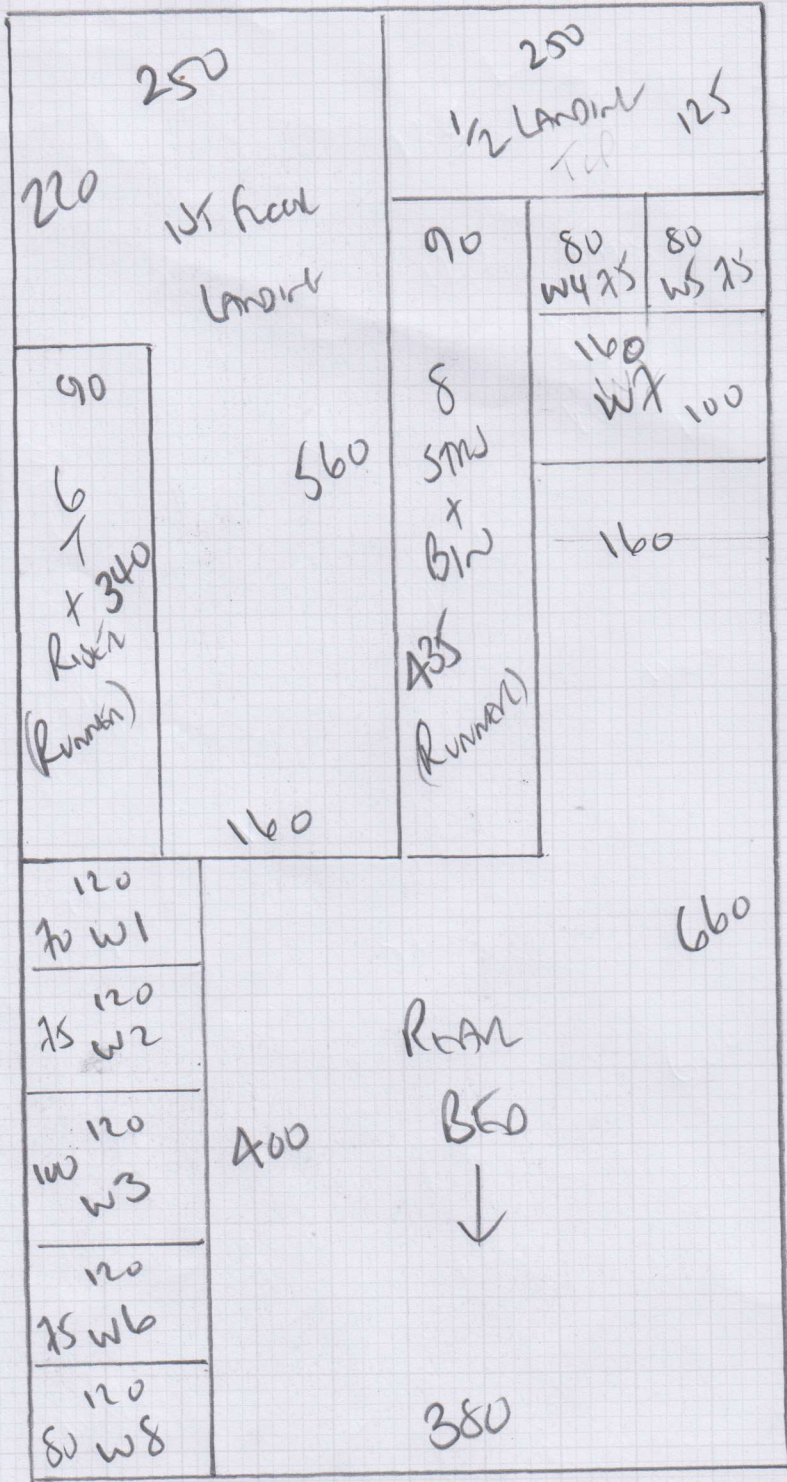 250
220
1ST FLOOR
LANDING
560
160
250
1/2 LANDING
125
90
6
T
+ 340
RISER
(RUNNER)
90
8
STRS
+
BIN
435
(RUNNER)
80
W4 75
80
W5 75
160
W7 100
160
660
120
70 W1
120
75 W2
120
100
W3
120
75 W6
120
80 W8
400
REAR
BED
380